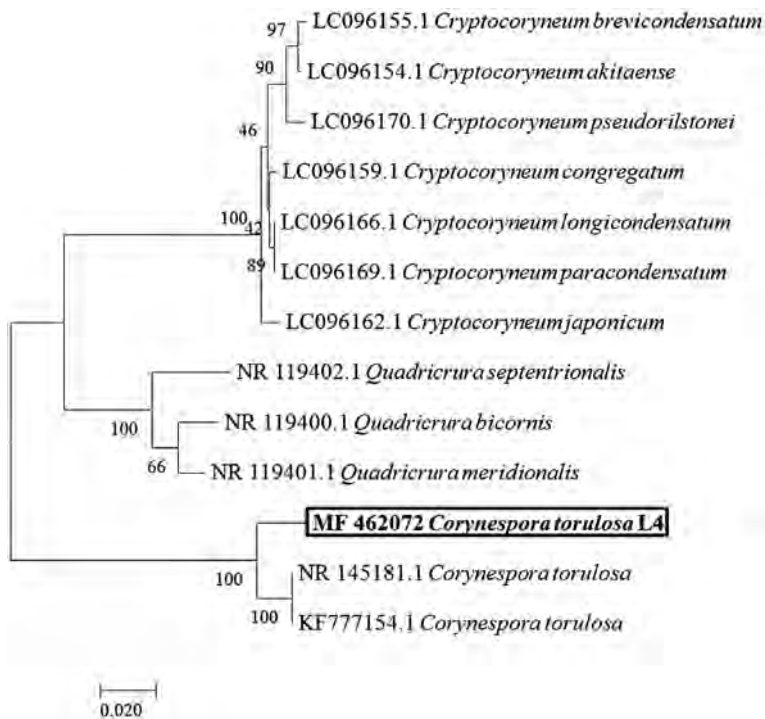 97
LC096155.1 Cryptocoryneum brevicondensatum
90
LC096154.1 Cryptocoryneum akitaense
LC096170.1 Cryptocoryneum pseudorilstonei
46
LC096159.1 Cryptocoryneum congregatum
100
42
LC096166.1 Cryptocoryneum longicondensatum
89
LC096169.1 Cryptocoryneum paracondensatum
LC096162.1 Cryptocoryneum japonicum
NR 119402.1 Quadricrura septentrionalis
100
NR 119400.1 Quadricrura bicornis
66
NR 119401.1 Quadricrura meridionalis
MF 462072 Corynespora torulosa L4
100
NR 145181.1 Corynespora torulosa
100
KF777154.1 Corynespora torulosa
0.020